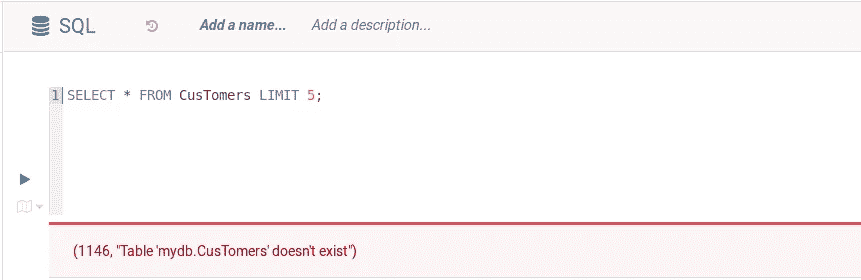 SQL Add a name... Add a description...
1 SELECT * FROM CusTomers LIMIT 5;
(1146, "Table 'mydb.CusTomers' doesn't exist")